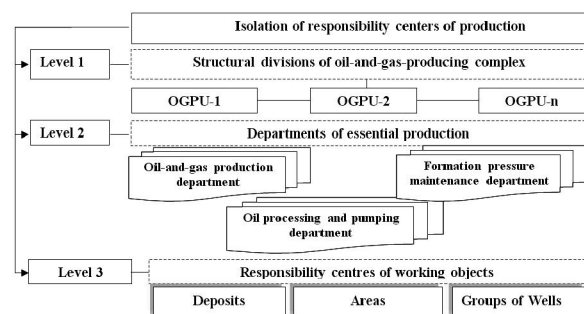 Isolation of responsibility centers of production
Level 1
Structural divisions of oil-and-gas-producing complex
OGPU-1
OGPU-2
OGPU-n
Level 2
Departments of essential production
Oil-and-gas production
department
Formation pressure
maintenance department
Oil processing and pumping
department
Level 3
Responsibility centres of working objects
Deposits
Areas
Groups of Wells